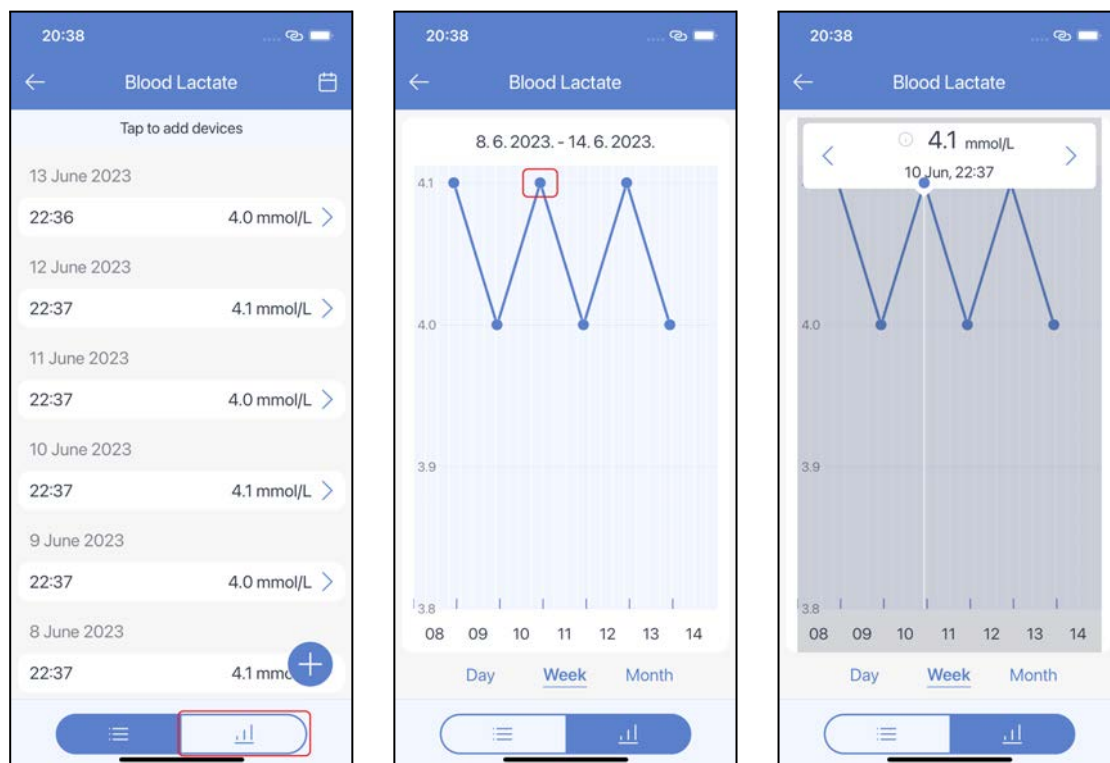 20:38
Blood Lactate
Tap to add devices
13 June 2023
22:36 4.0 mmol/L
12 June 2023
22:37 4.1 mmol/L
11 June 2023
22:37 4.0 mmol/L
10 June 2023
22:37 4.1 mmol/L
9 June 2023
22:37 4.0 mmol/L
8 June 2023
22:37
20:38
Blood Lactate
8. 6. 2023. - 14. 6. 2023.
4.1
4.0
3.9
3.8
08 09 10 11 12 13 14
Day Week Month
20:38
Blood Lactate
4.1 mmol/L
10 Jun, 22:37
4.0
3.9
3.8
08 09 10 11 12 13 14
Day Week Month